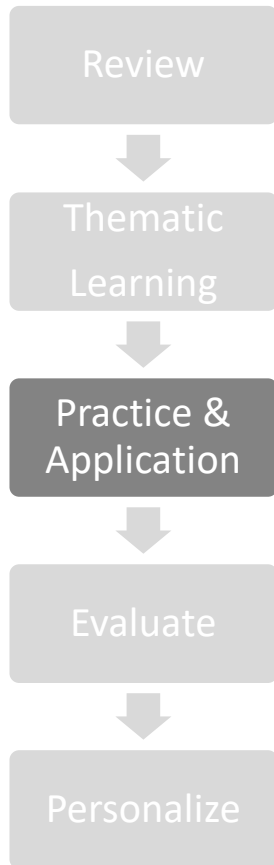 Review
Thematic
Learning
Practice &
Application
Evaluate
Personalize